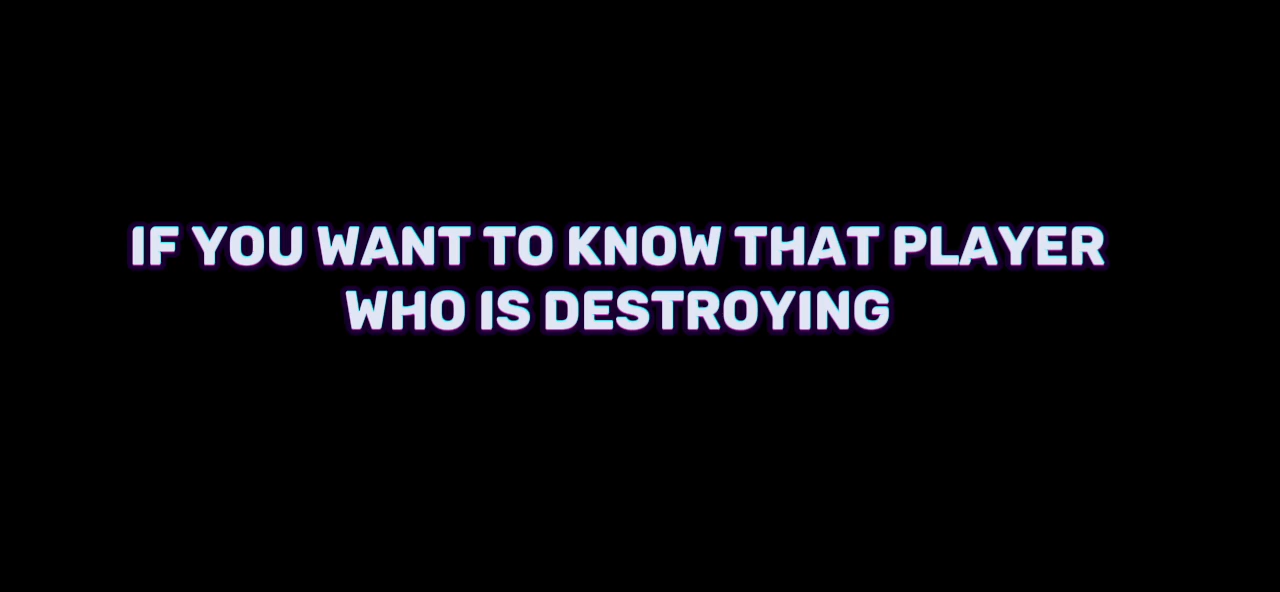 IF YOU WANT TO KNOW THAT PLAYER
WHO IS DESTROYING